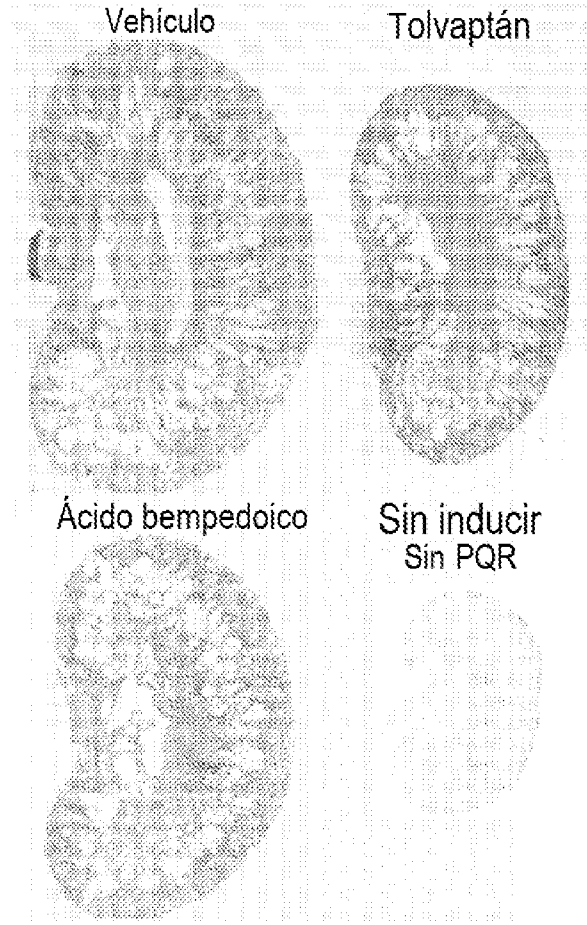 Vehículo
Tolvaptán
Ácido bempedoico
Sin inducir
Sin PQR